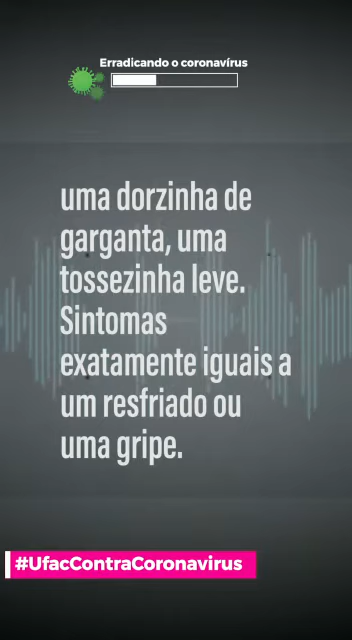 Erradicando o coronavírus
uma dorzinha de
garganta, uma
tossezinha leve.
Sintomas
exatamente iguais a
um resfriado ou
uma gripe.
#UfacContraCoronavirus